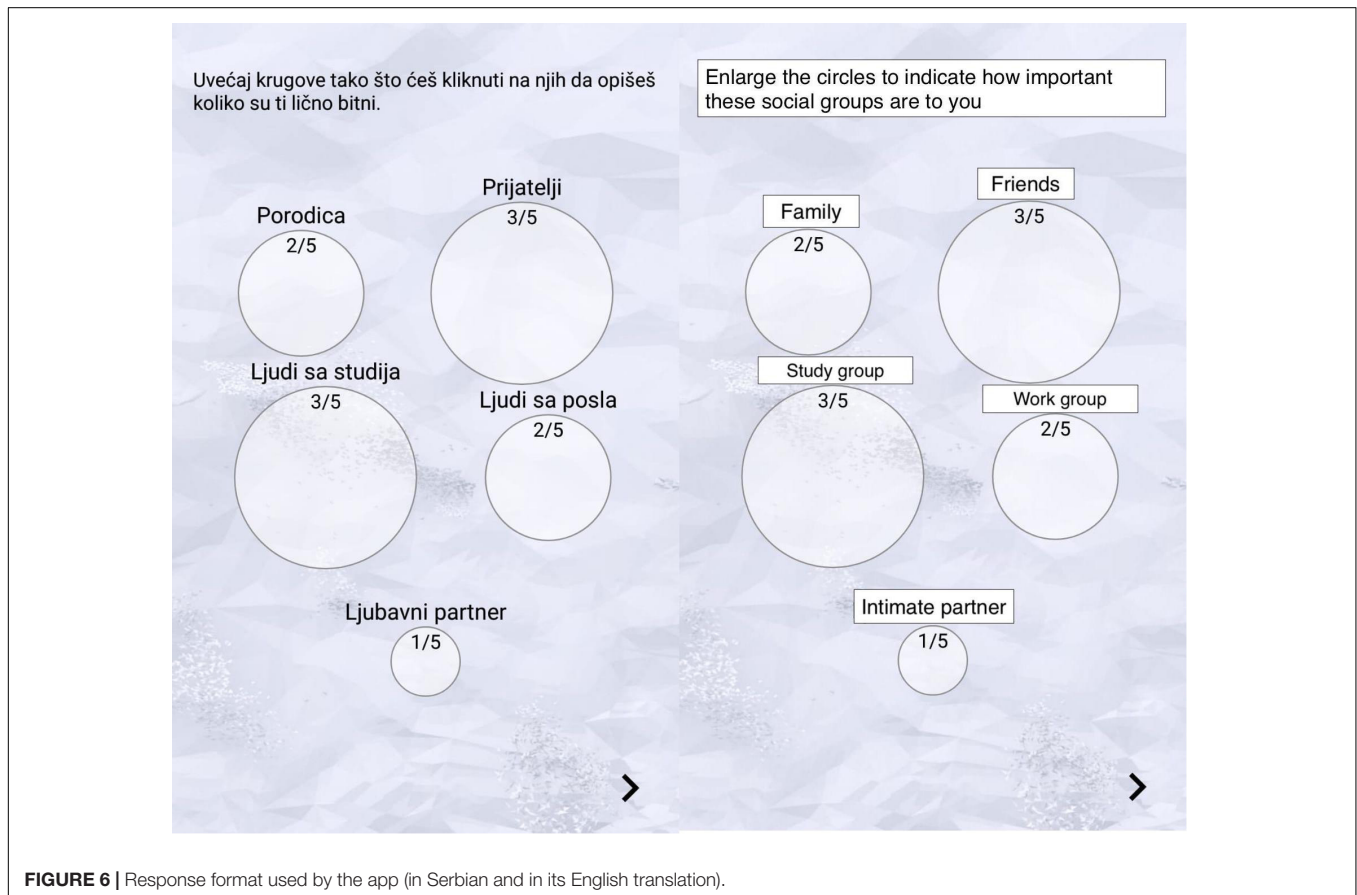 Uvećaj krugove tako što ćeš kliknuti na njih da opišeš
koliko su ti lično bitni.
Prijatelji
3/5
Porodica
2/5
Ljudi sa studija
3/5
Ljudi sa posla
2/5
Ljubavni partner
1/5
Enlarge the circles to indicate how important
these social groups are to you
Friends
3/5
Family
2/5
Study group
3/5
Work group
2/5
Intimate partner
1/5
FIGURE 6 | Response format used by the app (in Serbian and in its English translation).